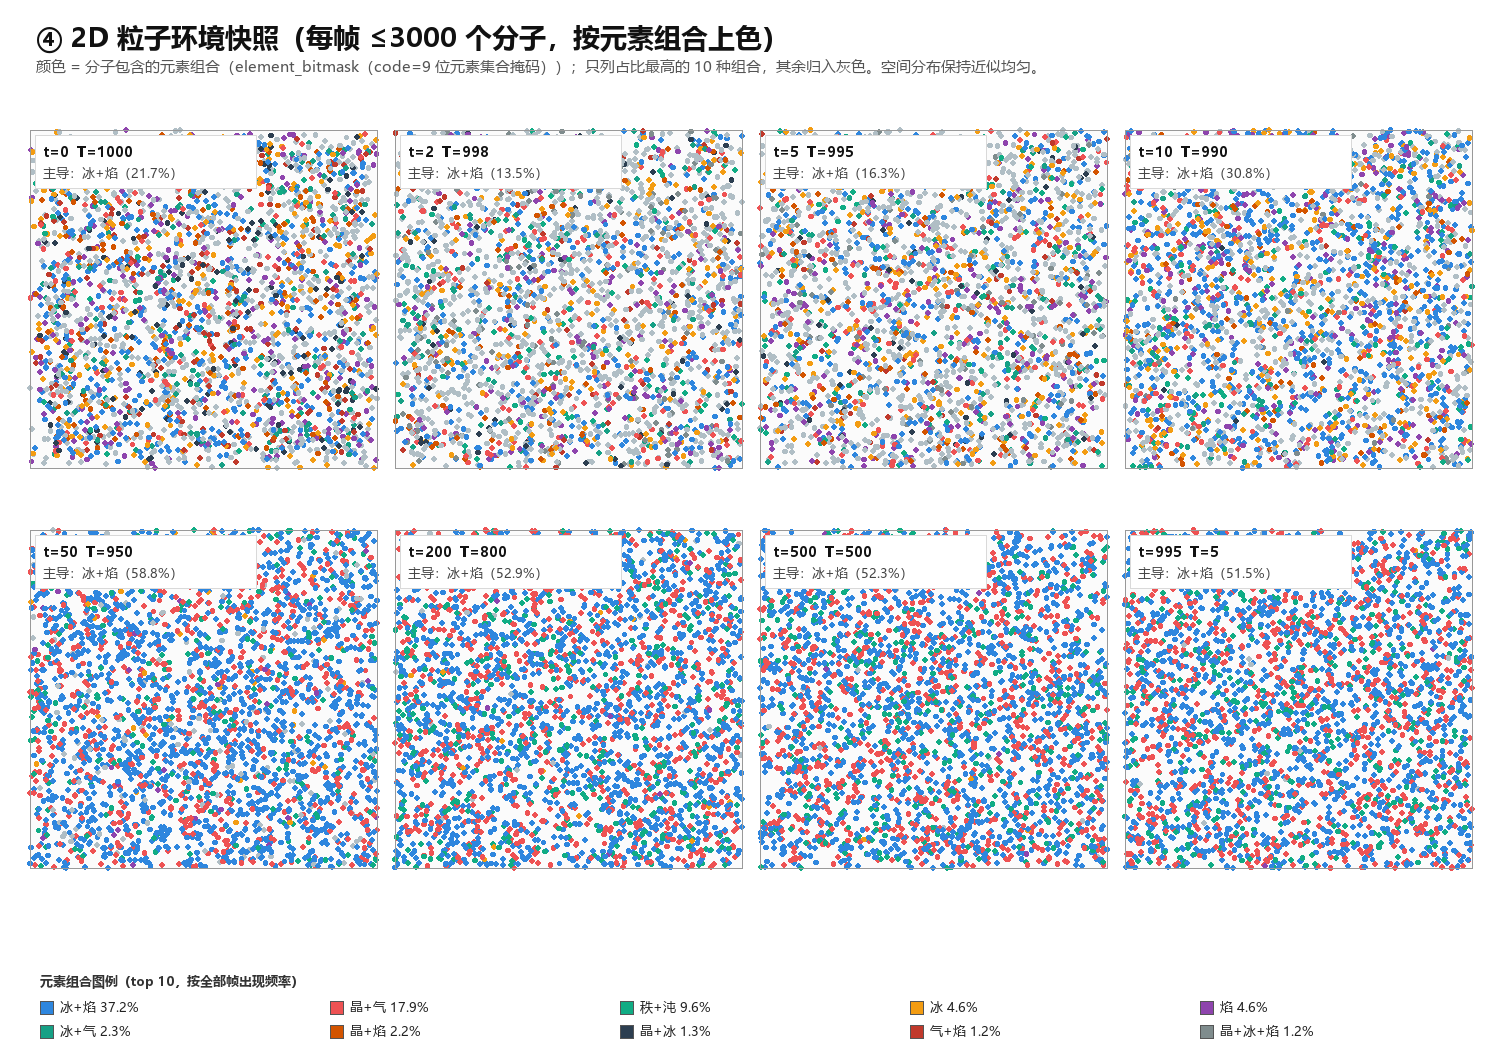 ④ 2D 粒子环境快照（每帧 ≤3000 个分子，按元素组合上色）
颜色 = 分子包含的元素组合（element_bitmask（code=9 位元素集合掩码））；只列占比最高的 10 种组合，其余归入灰色。空间分布保持近似均匀。
t=0 T=1000
主导：冰+焰（21.7%）
t=2 T=998
主导：冰+焰（13.5%）
t=5 T=995
主导：冰+焰（16.3%）
t=10 T=990
主导：冰+焰（30.8%）
t=50 T=950
主导：冰+焰（58.8%）
t=200 T=800
主导：冰+焰（52.9%）
t=500 T=500
主导：冰+焰（52.3%）
t=995 T=5
主导：冰+焰（51.5%）
元素组合图例（top 10，按全部帧出现频率）
冰+焰 37.2%
晶+气 17.9%
秩+沌 9.6%
冰 4.6%
焰 4.6%
冰+气 2.3%
晶+焰 2.2%
晶+冰 1.3%
气+焰 1.2%
晶+冰+焰 1.2%